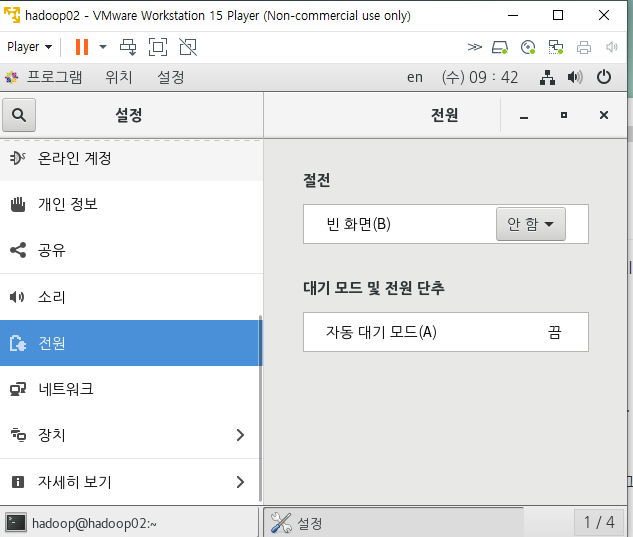 hadoop02 - VMware Workstation 15 Player (Non-commercial use only)
Player
프로그램 위치 설정 en (수) 09 : 42
설정 전원
온라인 계정
개인 정보
공유
소리
전원
네트워크
장치
자세히 보기
절전
빈 화면(B) 안 함
대기 모드 및 전원 단추
자동 대기 모드(A) 끔
hadoop@hadoop02:~ 설정 1 / 4